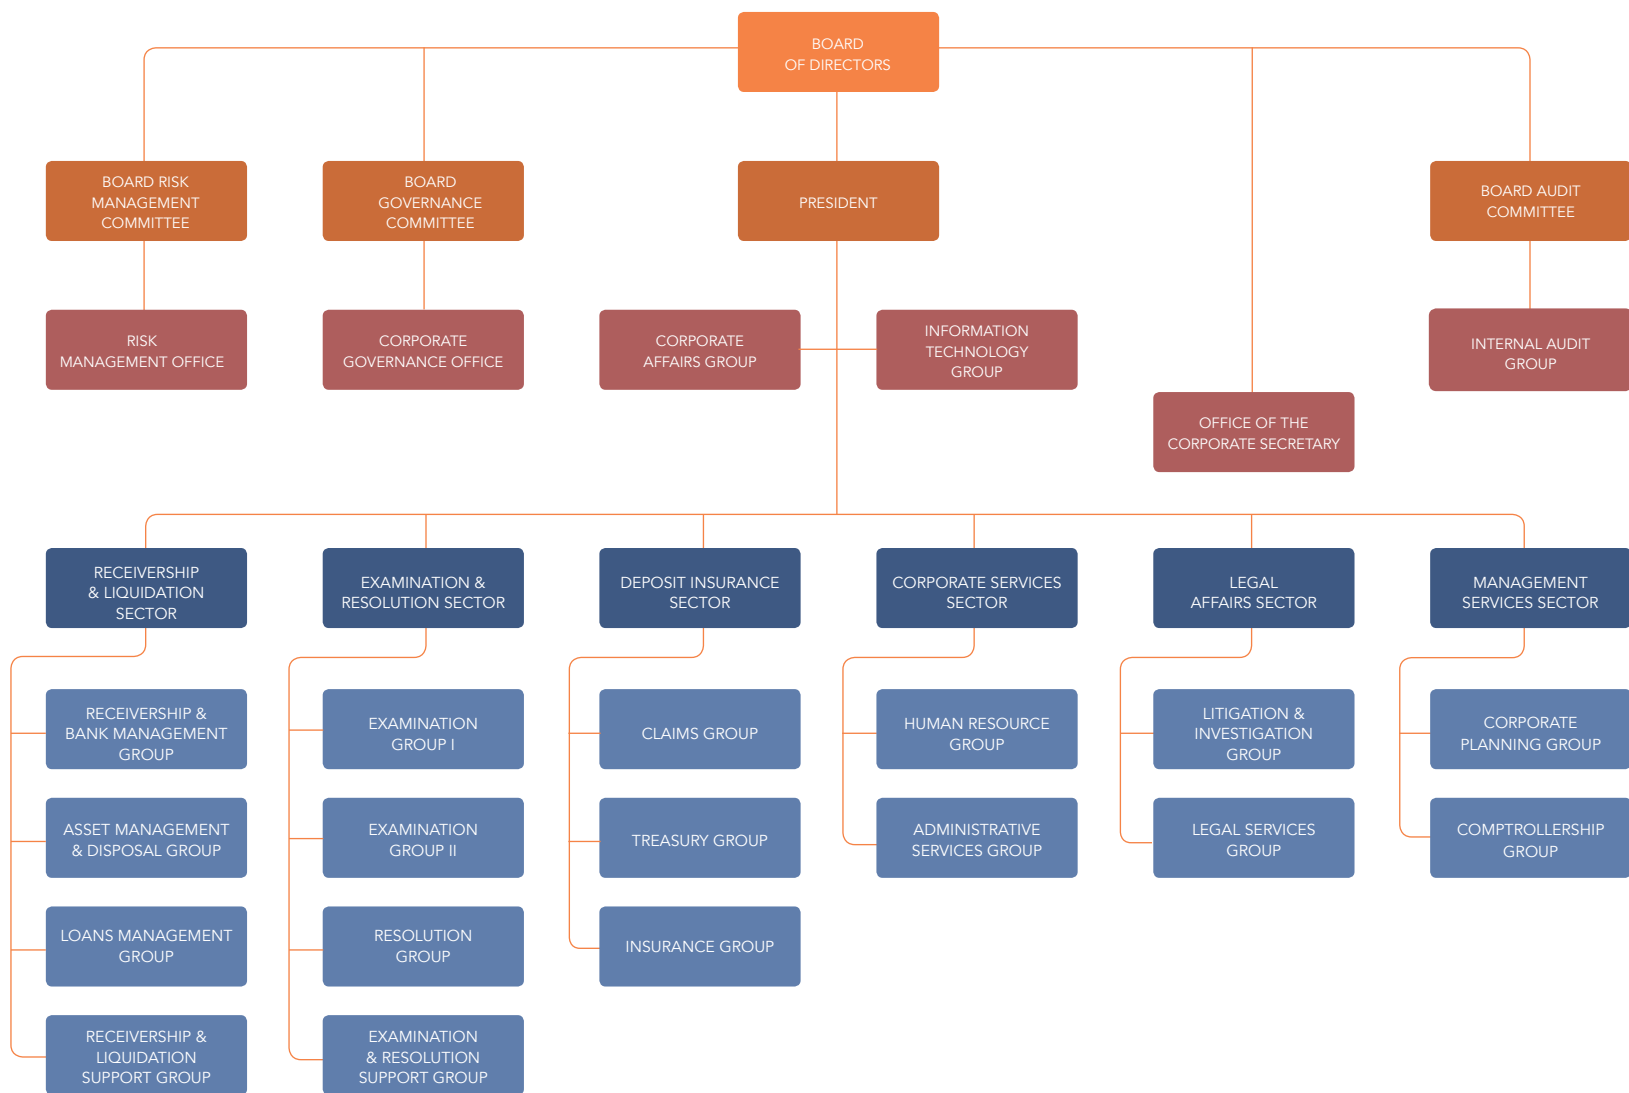 BOARD
OF DIRECTORS
BOARD RISK
MANAGEMENT
COMMITTEE
BOARD
GOVERNANCE
COMMITTEE
PRESIDENT
BOARD AUDIT
COMMITTEE
RISK
MANAGEMENT OFFICE
CORPORATE
GOVERNANCE OFFICE
CORPORATE
AFFAIRS GROUP
INFORMATION
TECHNOLOGY
GROUP
INTERNAL AUDIT
GROUP
OFFICE OF THE
CORPORATE SECRETARY
RECEIVERSHIP
& LIQUIDATION
SECTOR
EXAMINATION &
RESOLUTION SECTOR
DEPOSIT INSURANCE
SECTOR
CORPORATE SERVICES
SECTOR
LEGAL
AFFAIRS SECTOR
MANAGEMENT
SERVICES SECTOR
RECEIVERSHIP &
BANK MANAGEMENT
GROUP
EXAMINATION
GROUP I
CLAIMS GROUP
HUMAN RESOURCE
GROUP
LITIGATION &
INVESTIGATION
GROUP
CORPORATE
PLANNING GROUP
ASSET MANAGEMENT
& DISPOSAL GROUP
EXAMINATION
GROUP II
TREASURY GROUP
ADMINISTRATIVE
SERVICES GROUP
LEGAL SERVICES
GROUP
COMPTROLLERSHIP
GROUP
LOANS MANAGEMENT
GROUP
RESOLUTION
GROUP
INSURANCE GROUP
RECEIVERSHIP &
LIQUIDATION
SUPPORT GROUP
EXAMINATION
& RESOLUTION
SUPPORT GROUP